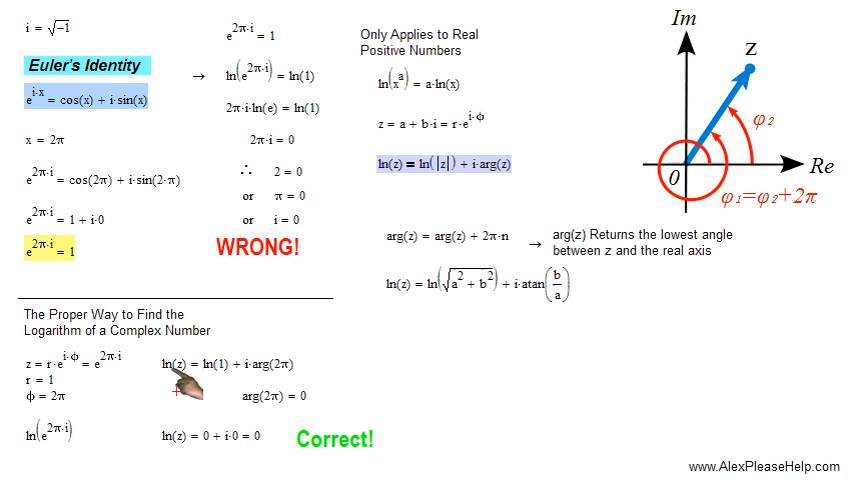 i = √-1
Euler's Identity
e^(i·x) = cos(x) + i·sin(x)
x = 2π
e^(2π·i) = cos(2π) + i·sin(2·π)
e^(2π·i) = 1 + i·0
e^(2π·i) = 1
e^(2π·i) = 1
→ ln(e^(2π·i)) = ln(1)
2π·i·ln(e) = ln(1)
2π·i = 0
∴ 2 = 0
or π = 0
or i = 0
WRONG!
Only Applies to Real
Positive Numbers
ln(x^a) = a·ln(x)
z = a + b·i = r·e^(i·ϕ)
ln(z) = ln(|z|) + i·arg(z)
arg(z) = arg(z) + 2π·n → arg(z) Returns the lowest angle
between z and the real axis
ln(z) = ln(√(a^2 + b^2)) + i·atan(b/a)
Im
z
φ2
Re
0
φ1=φ2+2π
The Proper Way to Find the
Logarithm of a Complex Number
z = r·e^(i·ϕ) = e^(2π·i)
r = 1
ϕ = 2π
ln(e^(2π·i))
ln(z) = ln(1) + i·arg(2π)
arg(2π) = 0
ln(z) = 0 + i·0 = 0
Correct!
www.AlexPleaseHelp.com